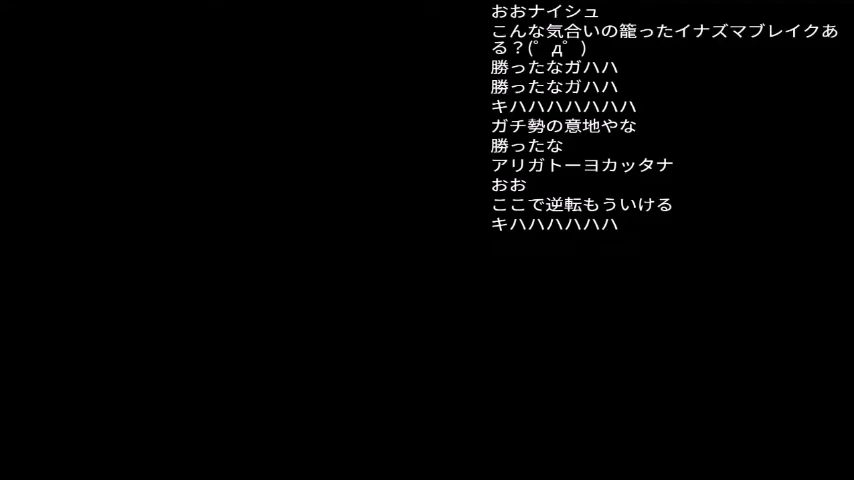 おおナイシュ
こんな気合いの籠ったイナズマブレイクあ
る？(ﾟдﾟ)
勝ったなガハハ
勝ったなガハハ
キハハハハハハハ
ガチ勢の意地やな
勝ったな
アリガトーヨカッタナ
おお
ここで逆転もういける
キハハハハハハ